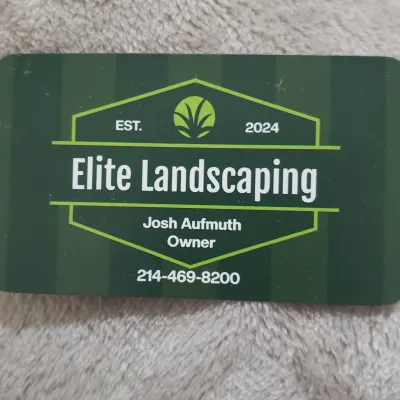 EST. 2024
Elite Landscaping
Josh Aufmuth
Owner
214-469-8200